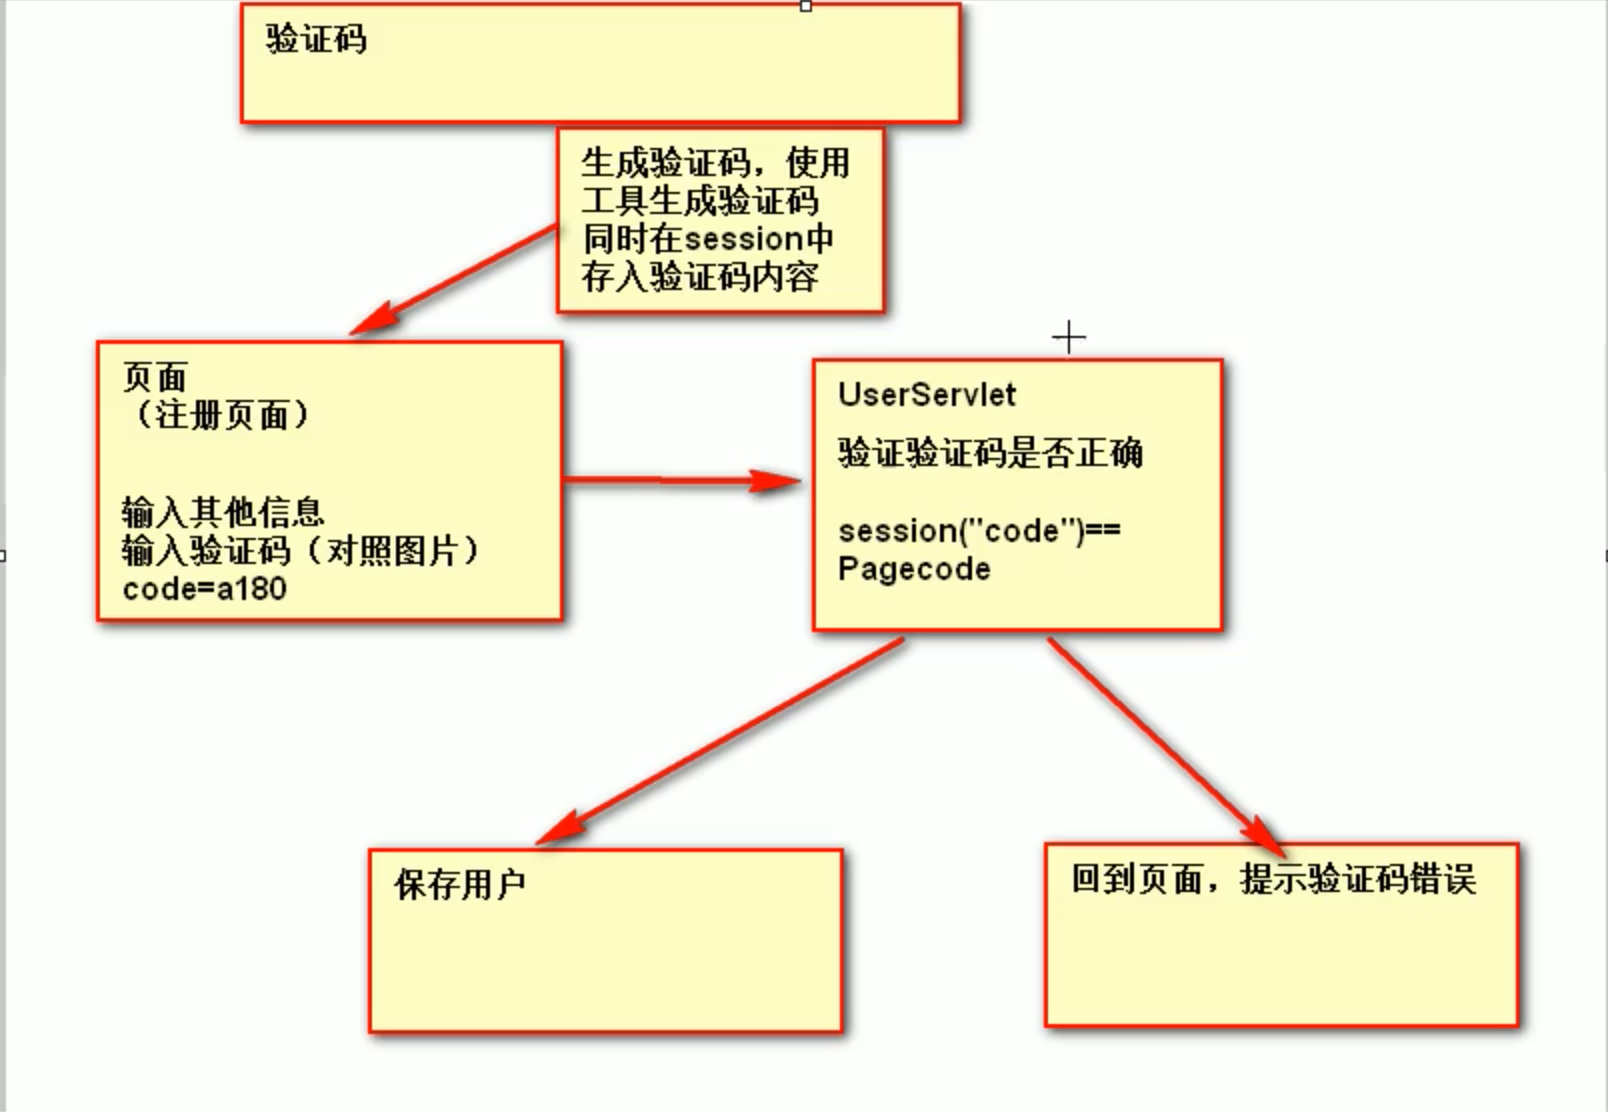 验证码
生成验证码，使用
工具生成验证码
同时在session中
存入验证码内容
页面
（注册页面）
输入其他信息
输入验证码（对照图片）
code=a180
UserServlet
验证验证码是否正确
session("code")==
Pagecode
保存用户
回到页面，提示验证码错误